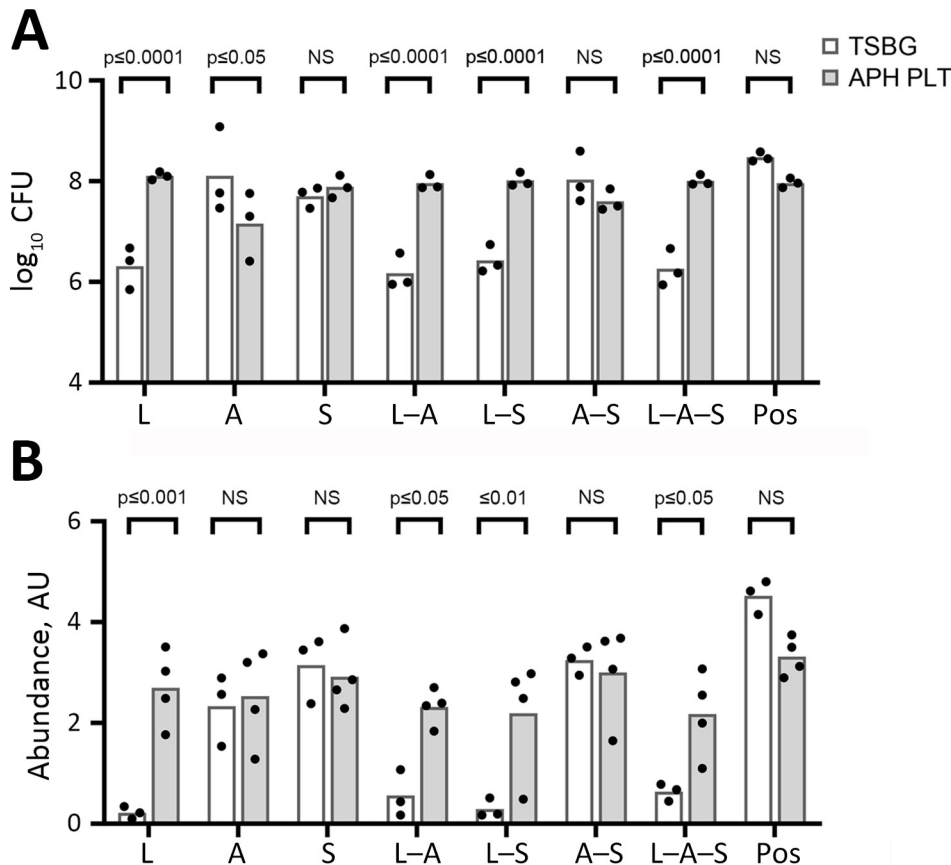 A
p≤0.0001 p≤0.05 NS p≤0.0001 p≤0.0001 NS p≤0.0001 NS
TSBG
APH PLT
10
8
6
4
log10 CFU
L A S L–A L–S A–S L–A–S Pos
B
p≤0.001 NS NS p≤0.05 ≤0.01 NS p≤0.05 NS
6
4
2
0
Abundance, AU
L A S L–A L–S A–S L–A–S Pos